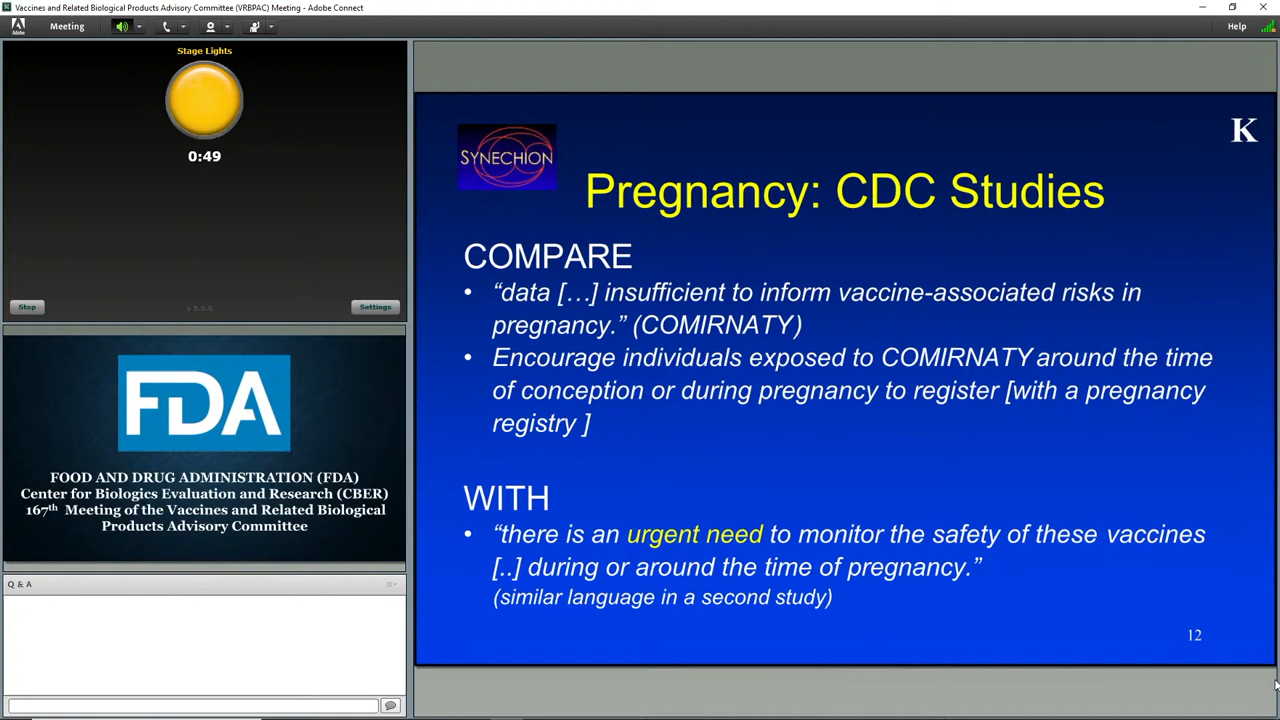 Vaccines and Related Biological Products Advisory Committee (VRBPAC) Meeting - Adobe Connect
Adobe
Meeting
Help
Stage Lights
0:49
Stop
v 5.0.0
Settings
FDA
FOOD AND DRUG ADMINISTRATION (FDA)
Center for Biologics Evaluation and Research (CBER)
167th Meeting of the Vaccines and Related Biological
Products Advisory Committee
Q & A
K
SYNECHION
Pregnancy: CDC Studies
COMPARE
• “data […] insufficient to inform vaccine-associated risks in
pregnancy.” (COMIRNATY)
• Encourage individuals exposed to COMIRNATY around the time
of conception or during pregnancy to register [with a pregnancy
registry ]
WITH
• “there is an urgent need to monitor the safety of these vaccines
[..] during or around the time of pregnancy.”
(similar language in a second study)
12